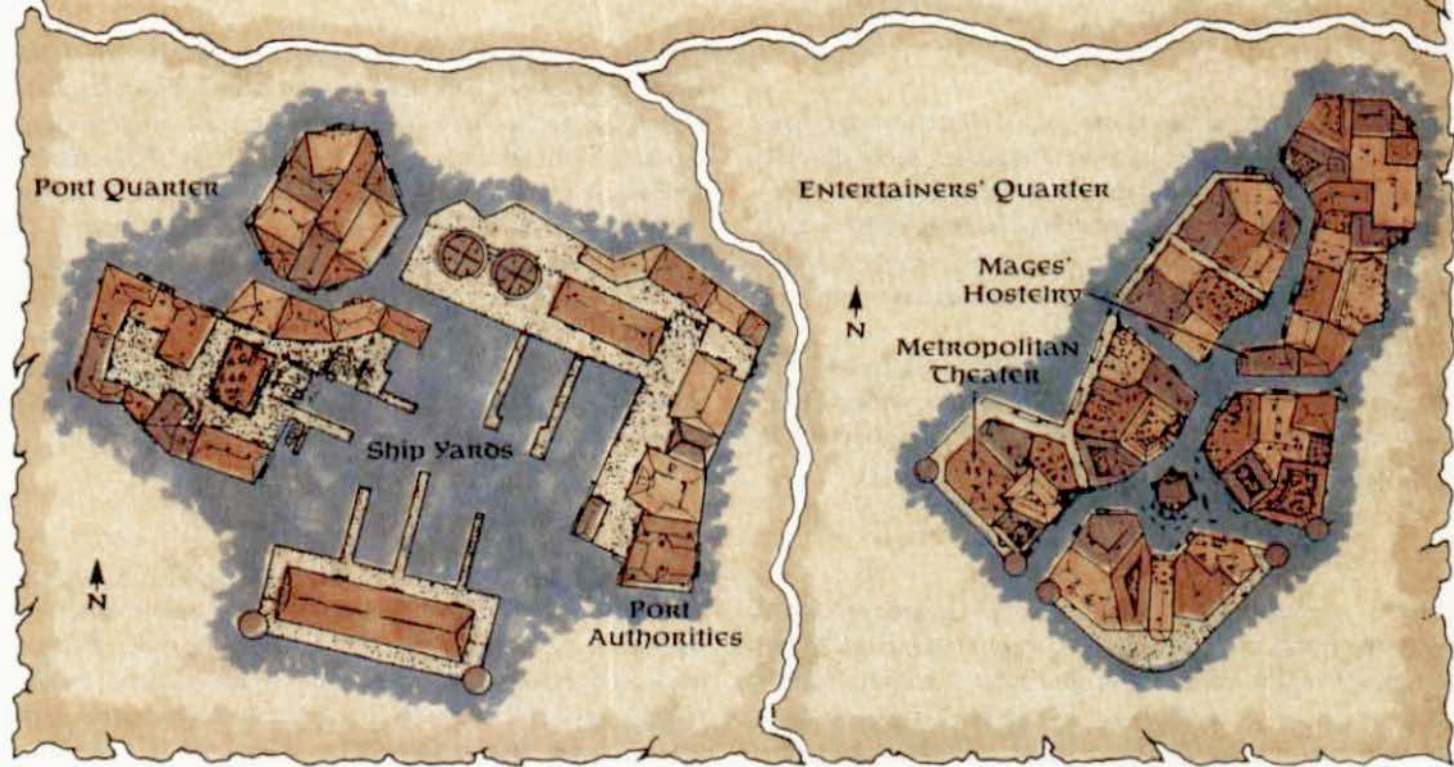 Port Quarter
Ship Yards
N
Port
Authorities
Entertainers' Quarter
Mages'
Hostelry
N
Metropolitan
Theater